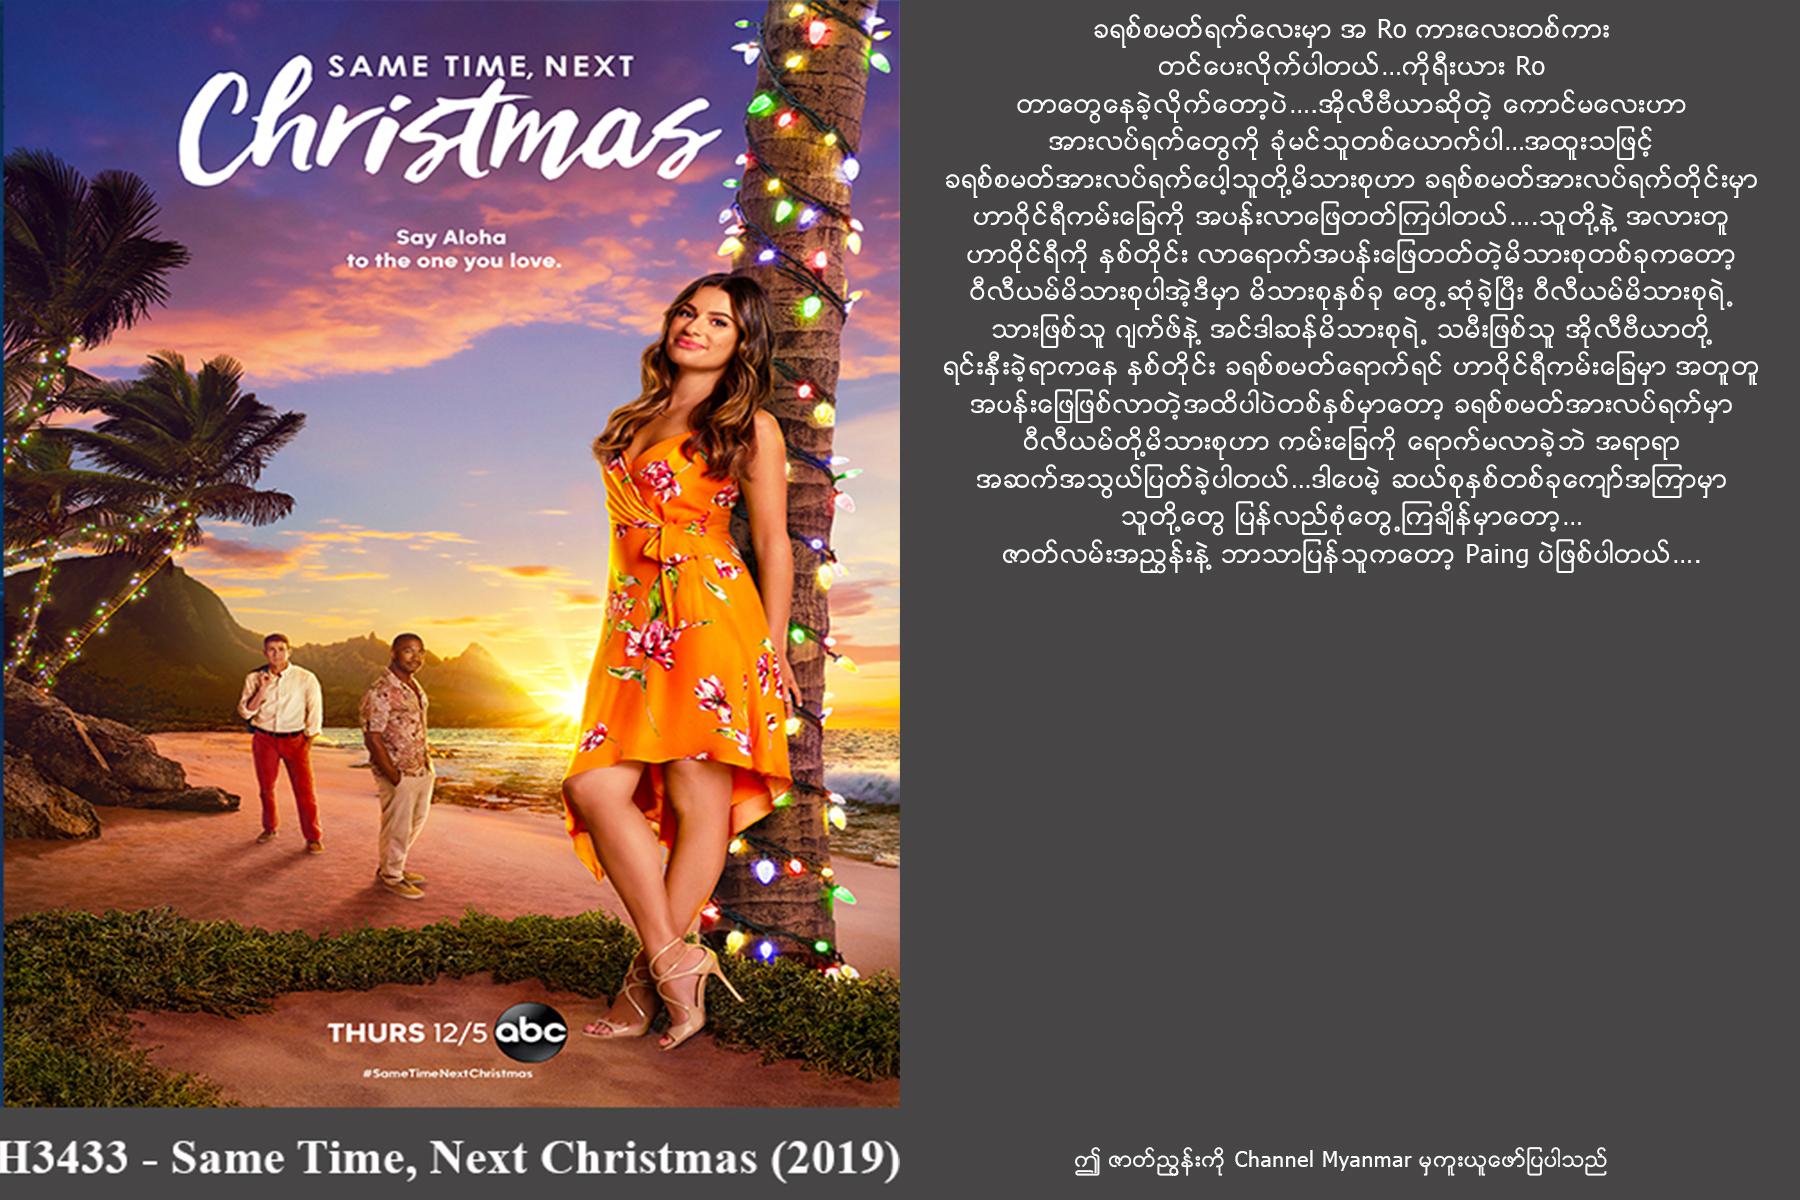 SAME TIME, NEXT
Christmas
Say Aloha
to the one you love.
THURS 12/5 abc
#SameTimeNextChristmas
H3433 - Same Time, Next Christmas (2019)
ခရစ်စမတ်ရက်လေးမှာ အ Ro ကားလေးတစ်ကား
တင်ပေးလိုက်ပါတယ်...ကိုရီးယား Ro
တာတွေနေခဲ့လိုက်တော့ပဲ....အိုလီဗီယာဆိုတဲ့ ကောင်မလေးဟာ
အားလပ်ရက်တွေကို ခုံမင်သူတစ်ယောက်ပါ...အထူးသဖြင့်
ခရစ်စမတ်အားလပ်ရက်ပေါ့သူတို့မိသားစုဟာ ခရစ်စမတ်အားလပ်ရက်တိုင်းမှာ
ဟာဝိုင်ရီကမ်းခြေကို အပန်းလာဖြေတတ်ကြပါတယ်....သူတို့နဲ့ အလားတူ
ဟာဝိုင်ရီကို နှစ်တိုင်း လာရောက်အပန်းဖြေတတ်တဲ့မိသားစုတစ်ခုကတော့
ဝီလီယမ်မိသားစုပါအဲ့ဒီမှာ မိသားစုနှစ်ခု တွေ့ဆုံခဲ့ပြီး ဝီလီယမ်မိသားစုရဲ့
သားဖြစ်သူ ဂျက်ဖ်နဲ့ အင်ဒါဆန်မိသားစုရဲ့ သမီးဖြစ်သူ အိုလီဗီယာတို့
ရင်းနှီးခဲ့ရာကနေ နှစ်တိုင်း ခရစ်စမတ်ရောက်ရင် ဟာဝိုင်ရီကမ်းခြေမှာ အတူတူ
အပန်းဖြေဖြစ်လာတဲ့အထိပါပဲတစ်နှစ်မှာတော့ ခရစ်စမတ်အားလပ်ရက်မှာ
ဝီလီယမ်တို့မိသားစုဟာ ကမ်းခြေကို ရောက်မလာခဲ့ဘဲ အရာရာ
အဆက်အသွယ်ပြတ်ခဲ့ပါတယ်...ဒါပေမဲ့ ဆယ်စုနှစ်တစ်ခုကျော်အကြာမှာ
သူတို့တွေ ပြန်လည်စုံတွေ့ကြချိန်မှာတော့...
ဇာတ်လမ်းအညွှန်းနဲ့ ဘာသာပြန်သူကတော့ Paing ပဲဖြစ်ပါတယ်....
ဤ ဇာတ်ညွှန်းကို Channel Myanmar မှကူးယူဖော်ပြပါသည်